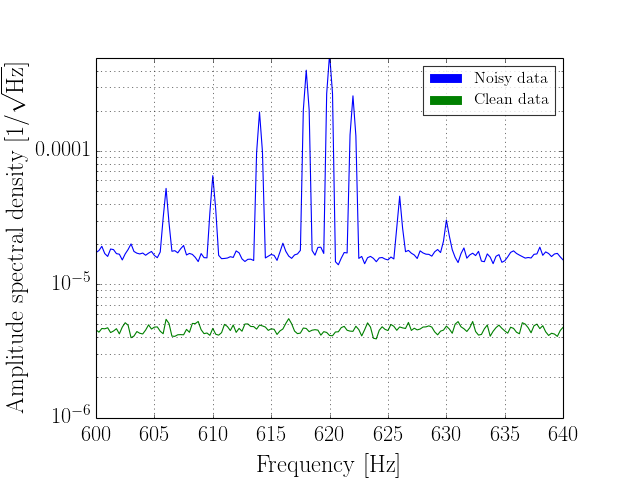 Noisy data
Clean data
0.0001
10⁻⁵
10⁻⁶
Amplitude spectral density [1/√Hz]
600 605 610 615 620 625 630 635 640
Frequency [Hz]